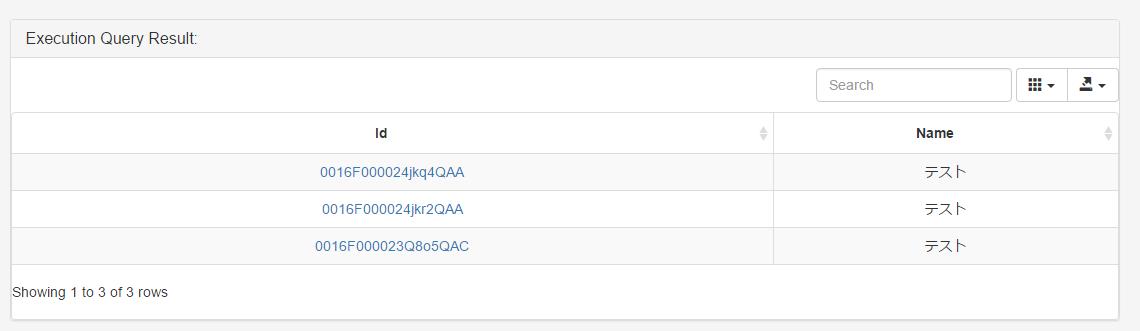 Execution Query Result:
Search
Id Name
0016F000024jkq4QAA テスト
0016F000024jkr2QAA テスト
0016F000023Q8o5QAC テスト
Showing 1 to 3 of 3 rows